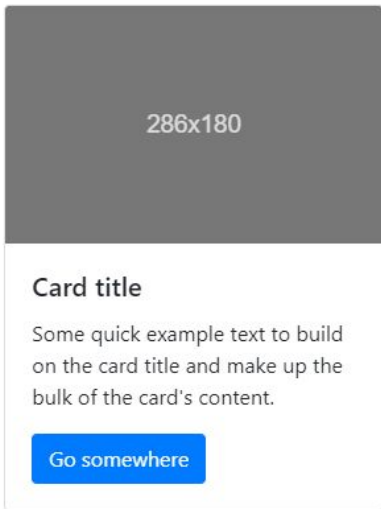 286x180
Card title
Some quick example text to build
on the card title and make up the
bulk of the card's content.
Go somewhere